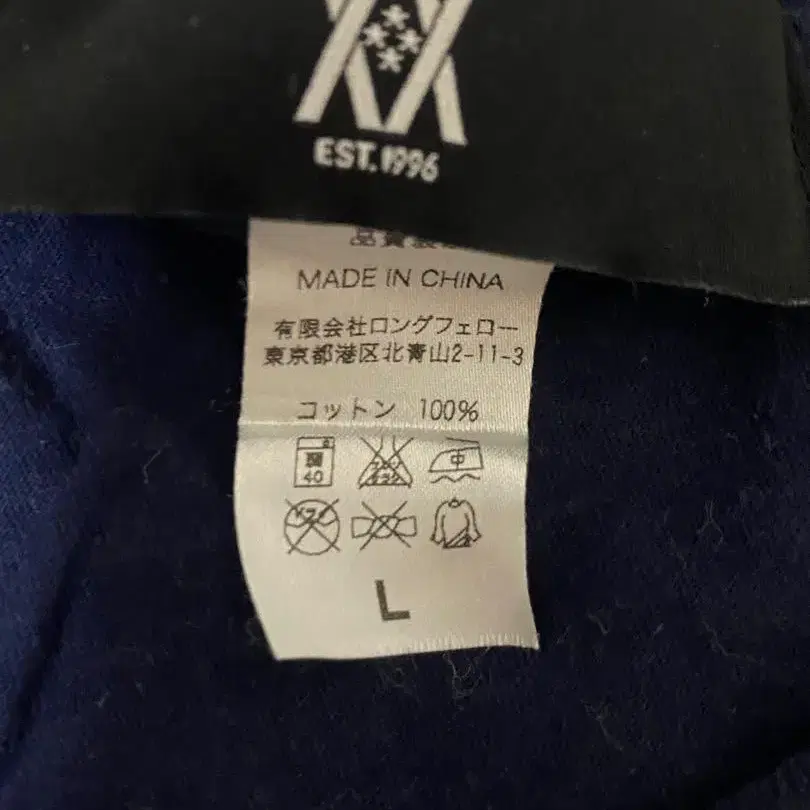 EST. 1996
MADE IN CHINA
有限会社ロングフェロー
東京都港区北青山2-11-3
コットン 100%
40
中
L